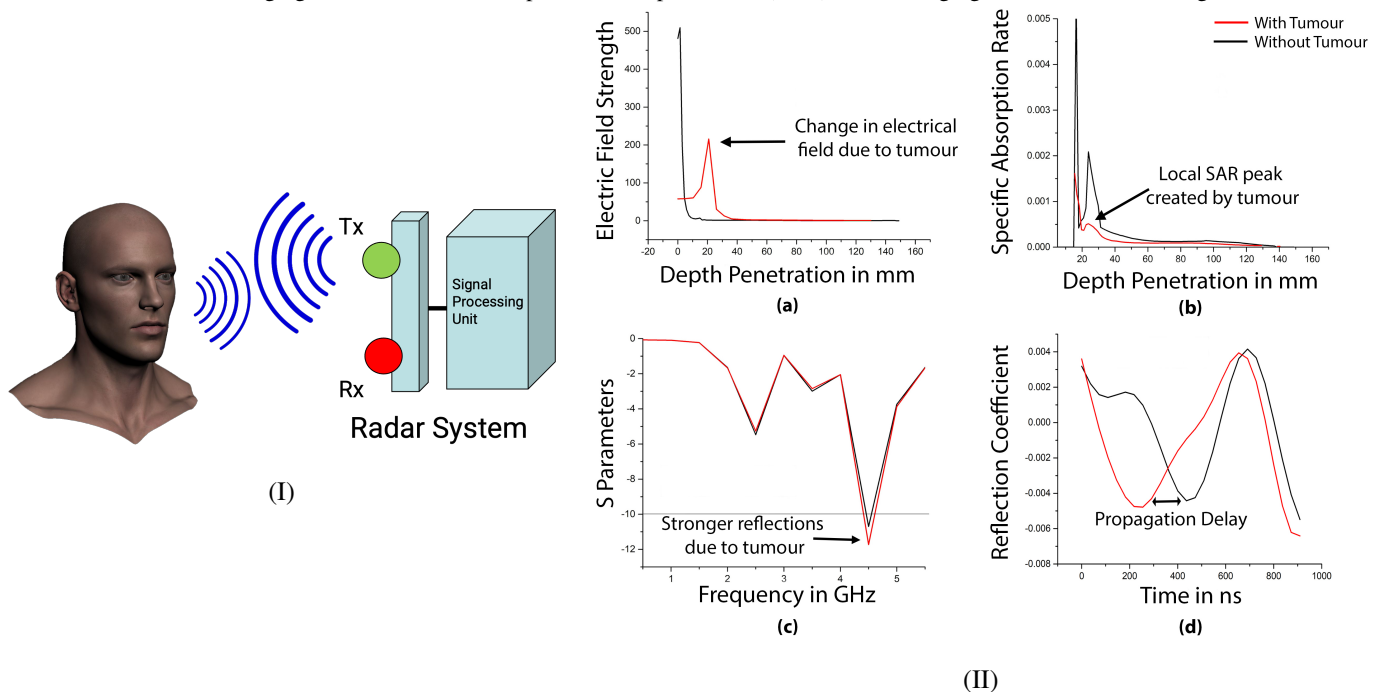 Tx
Signal
Processing
Unit
Rx
Radar System
(I)
Electric Field Strength
500
400
300
200
100
0
-20
0
20
40
60
80
100
120
140
160
Change in electrical
field due to tumour
Depth Penetration in mm
(a)
Specific Absorption Rate
0.005
0.004
0.003
0.002
0.001
0.000
20
40
60
80
100
120
140
160
With Tumour
Without Tumour
Local SAR peak
created by tumour
Depth Penetration in mm
(b)
S Parameters
0
-2
-4
-6
-8
-10
-12
1
2
3
4
5
Stronger reflections
due to tumour
Frequency in GHz
(c)
Reflection Coefficient
0.004
0.002
0.000
-0.002
-0.004
-0.006
-0.008
0
200
400
600
800
1000
Propagation Delay
Time in ns
(d)
(II)